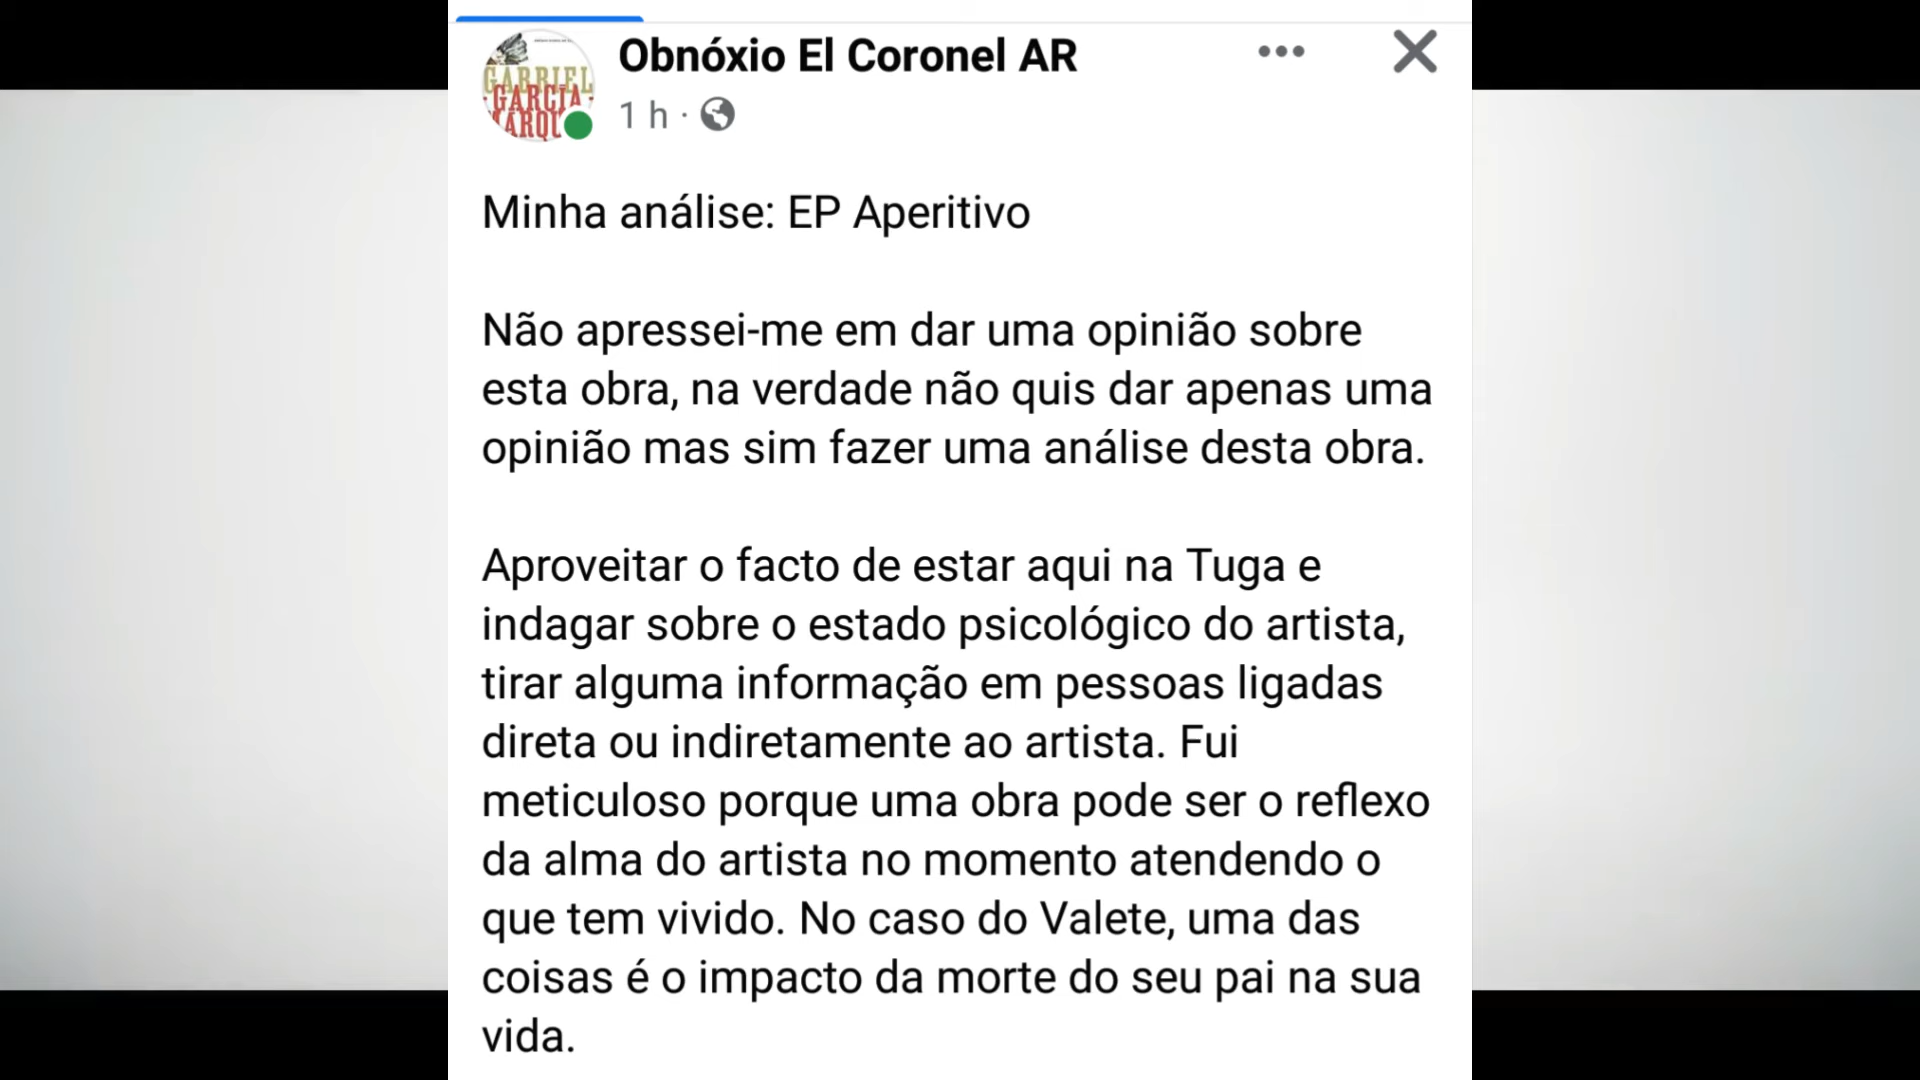 GABRIEL
GARCÍA
Obnóxio El Coronel AR
1 h ·
Minha análise: EP Aperitivo
Não apressei-me em dar uma opinião sobre
esta obra, na verdade não quis dar apenas uma
opinião mas sim fazer uma análise desta obra.
Aproveitar o facto de estar aqui na Tuga e
indagar sobre o estado psicológico do artista,
tirar alguma informação em pessoas ligadas
direta ou indiretamente ao artista. Fui
meticuloso porque uma obra pode ser o reflexo
da alma do artista no momento atendendo o
que tem vivido. No caso do Valete, uma das
coisas é o impacto da morte do seu pai na sua
vida.